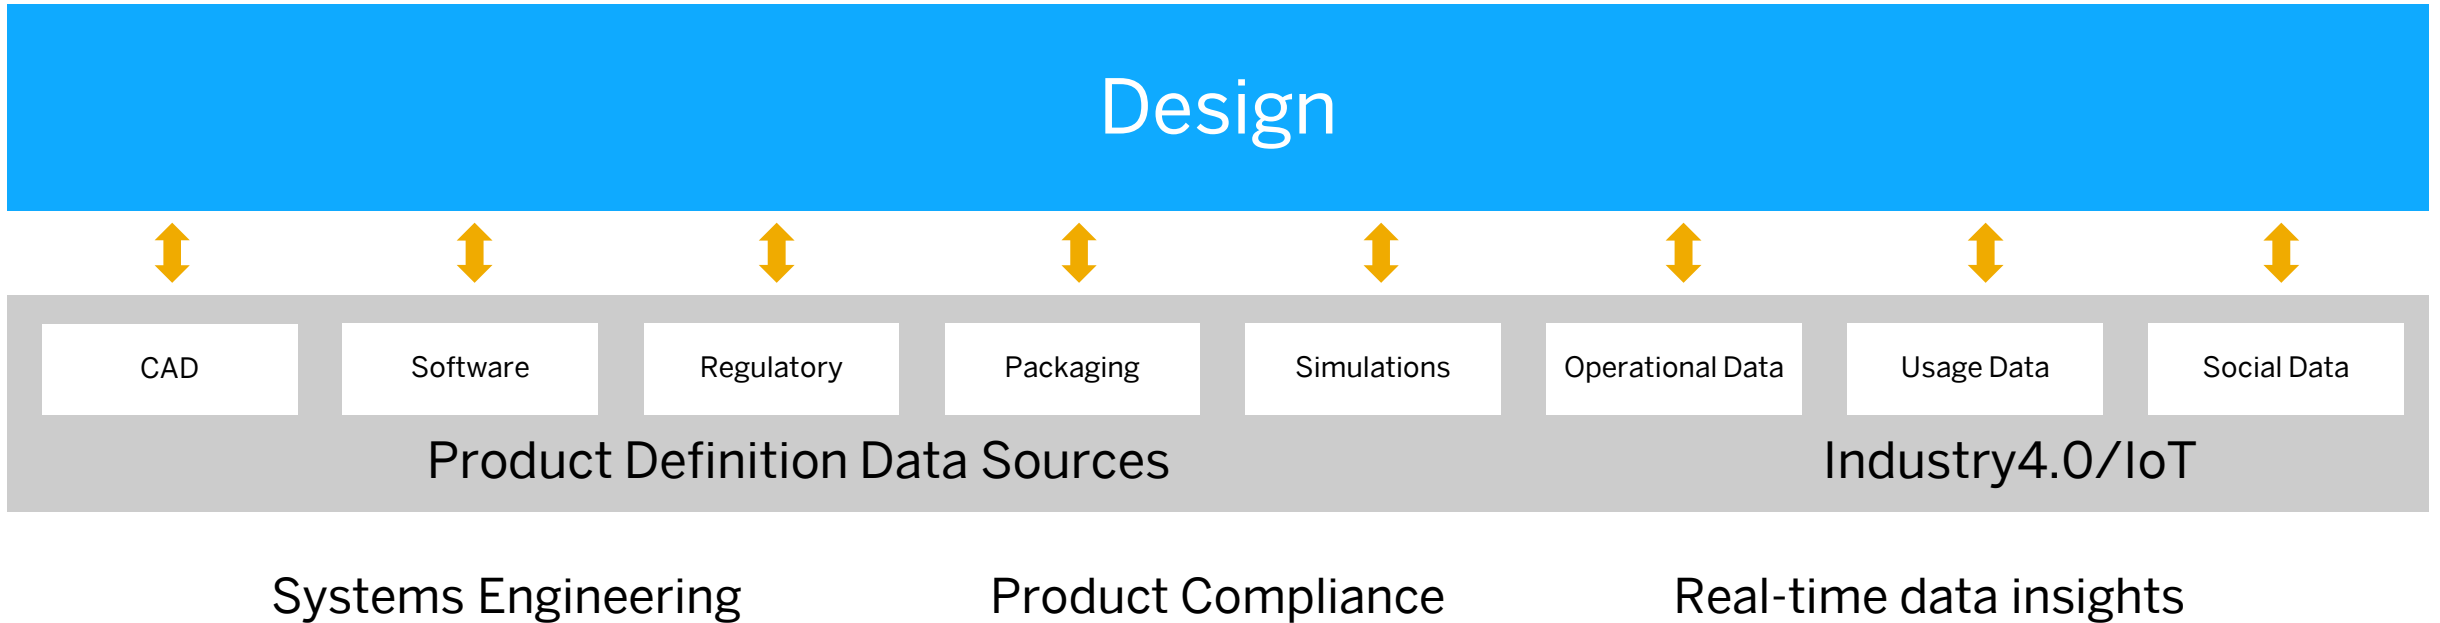 Design
CAD
Software
Regulatory
Packaging
Simulations
Operational Data
Usage Data
Social Data
Product Definition Data Sources
Industry4.0/IoT
Systems Engineering
Product Compliance
Real-time data insights